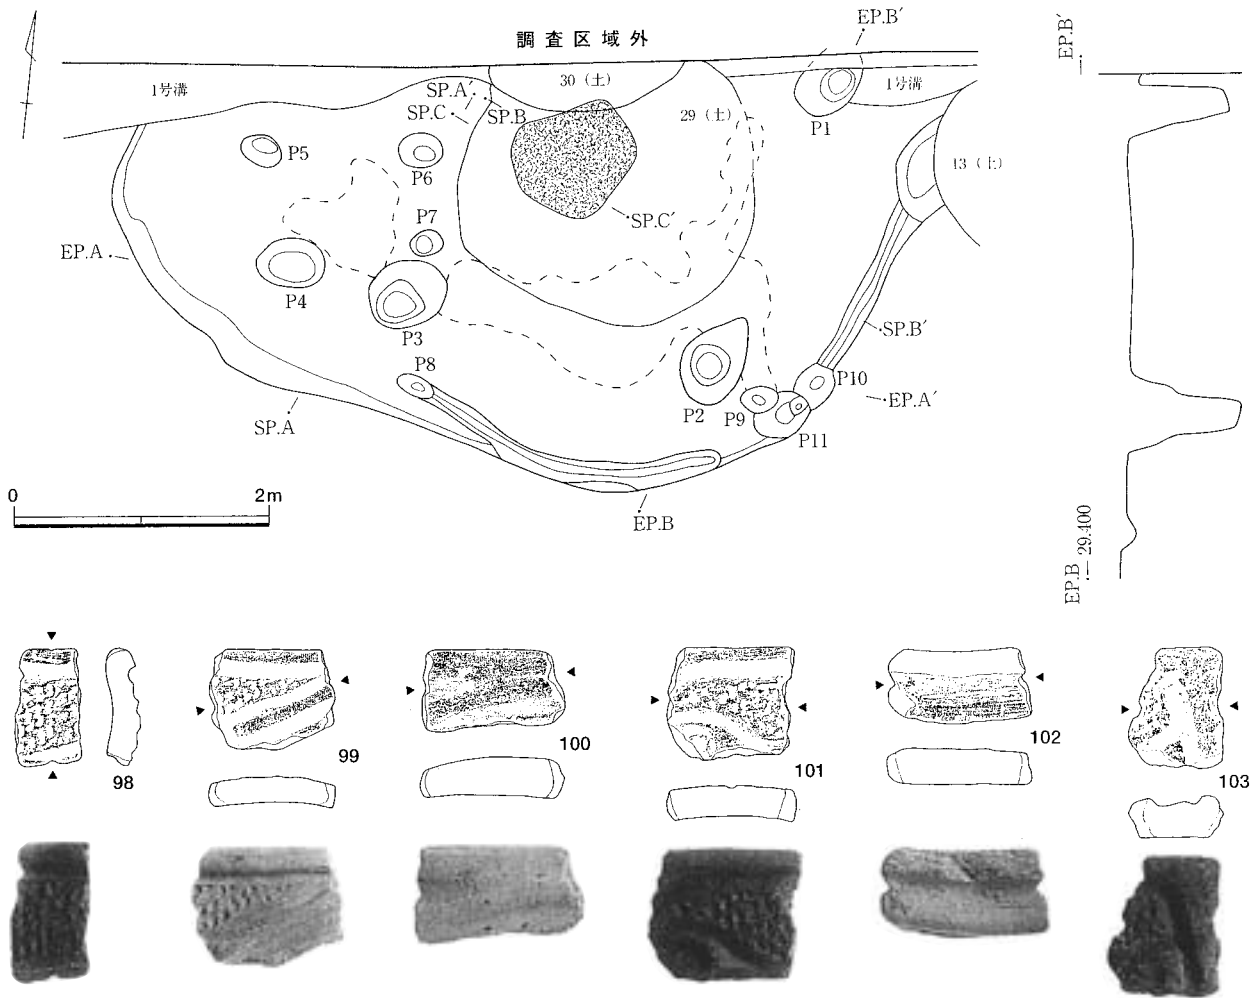 EP.B′
調査区域外
EP.B′
1号溝
30（土）
1号溝
SP.A′
SP.C
SP.B
29（土）
P1
P5
P6
13（土）
P7
SP.C′
EP.A
P4
P3
SP.B′
P8
P10
P2
P9
EP.A′
SP.A
P11
0
2m
EP.B
EP.B 29.400
98
99
100
101
102
103